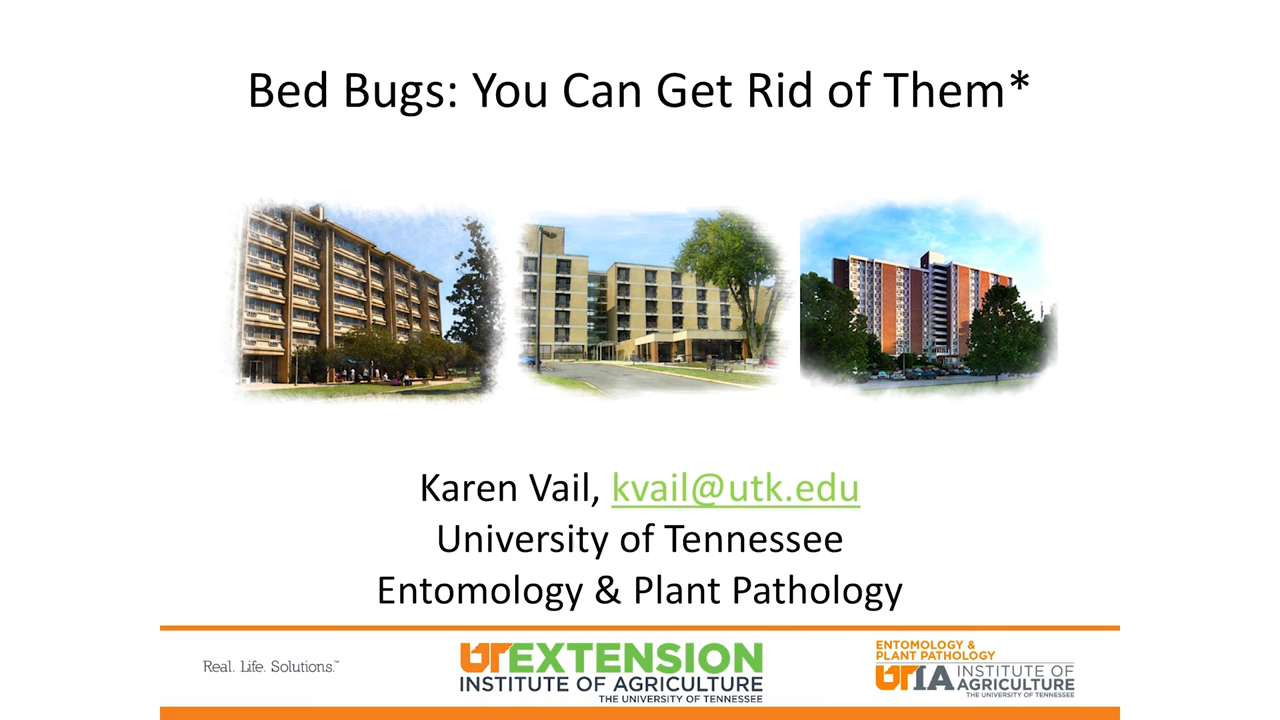 Bed Bugs: You Can Get Rid of Them*
Karen Vail, kvail@utk.edu
University of Tennessee
Entomology & Plant Pathology
Real. Life. Solutions.™
UT EXTENSION
INSTITUTE OF AGRICULTURE
THE UNIVERSITY OF TENNESSEE
ENTOMOLOGY &
PLANT PATHOLOGY
UTIA INSTITUTE OF
AGRICULTURE
THE UNIVERSITY OF TENNESSEE